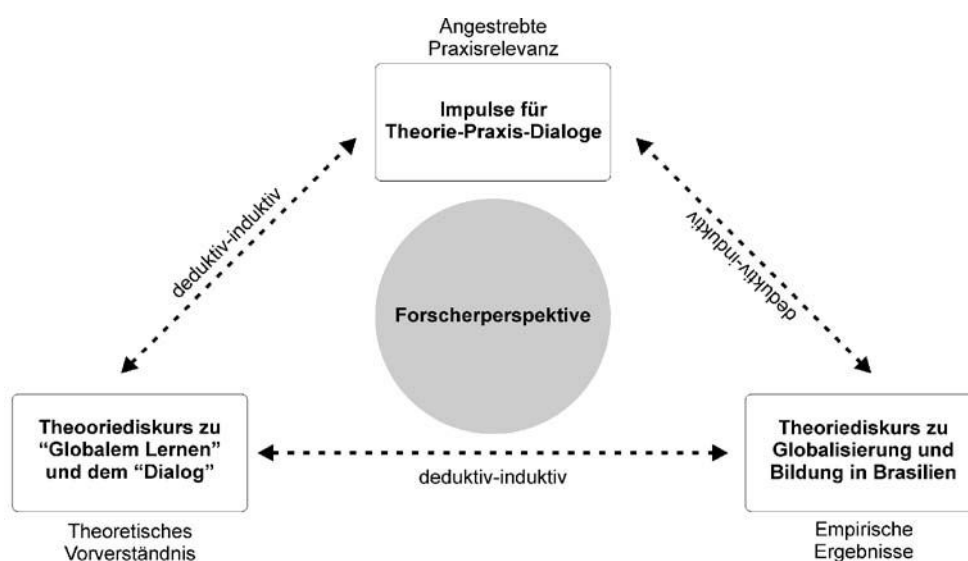 Angestrebte
Praxisrelevanz
Impulse für
Theorie-Praxis-Dialoge
deduktiv-induktiv
deduktiv-induktiv
Forscherperspektive
Theooriediskurs zu
“Globalem Lernen”
und dem “Dialog”
deduktiv-induktiv
Theoriediskurs zu
Globalisierung und
Bildung in Brasilien
Theoretisches
Vorverständnis
Empirische
Ergebnisse